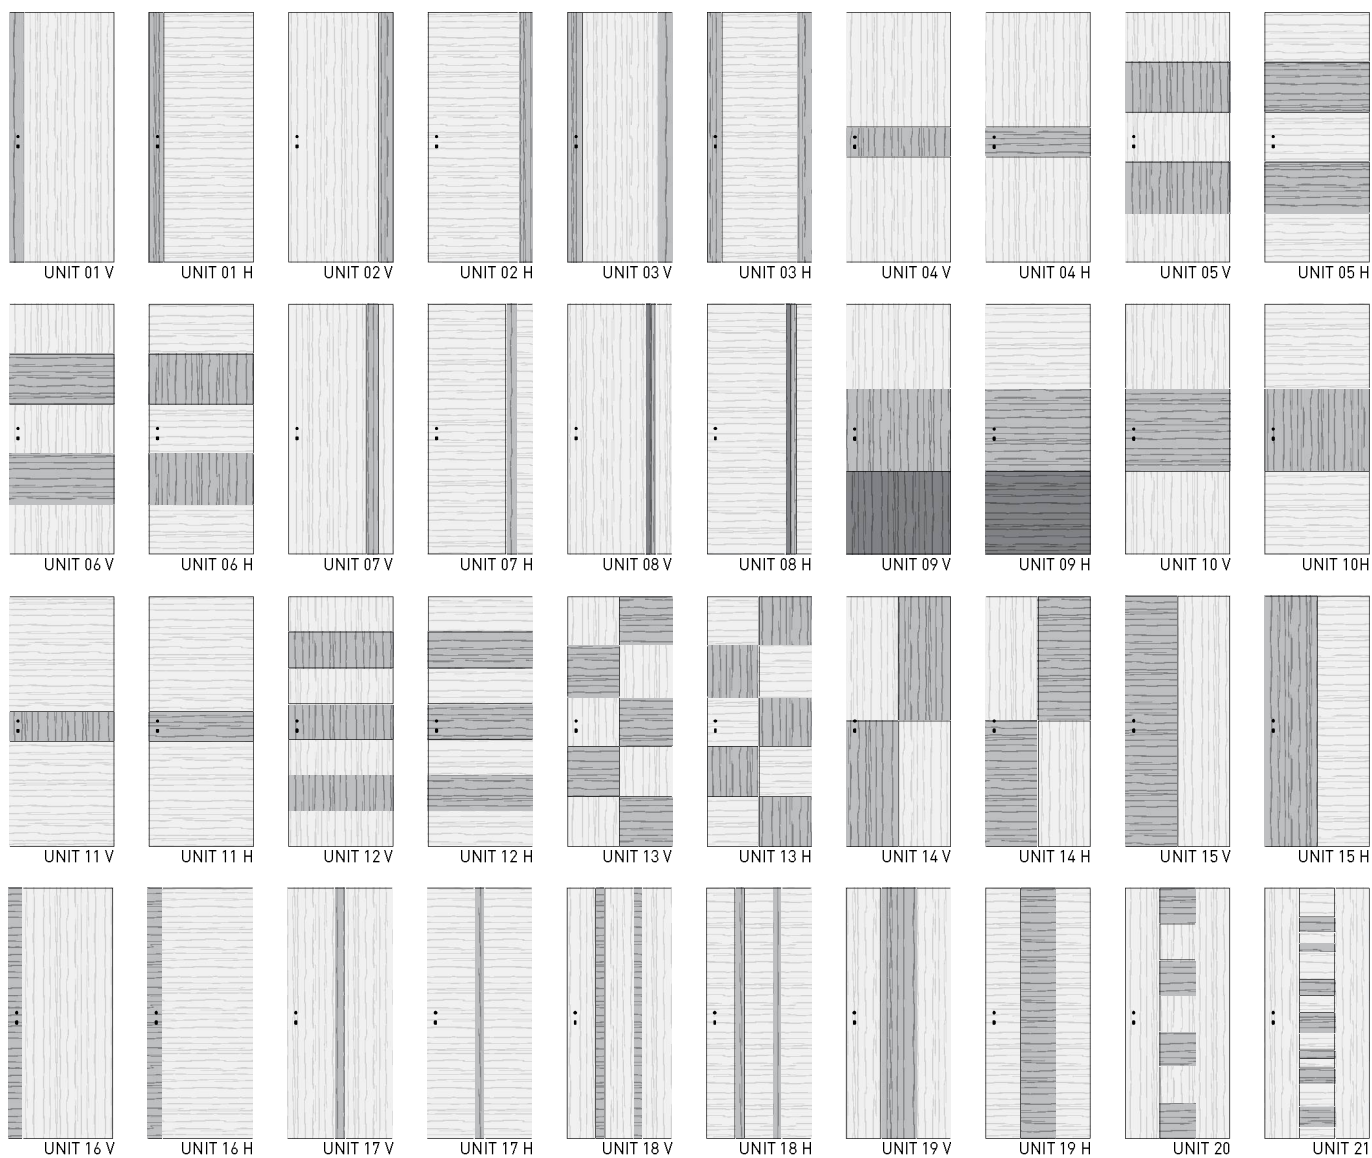 UNIT 01 V
UNIT 01 H
UNIT 02 V
UNIT 02 H
UNIT 03 V
UNIT 03 H
UNIT 04 V
UNIT 04 H
UNIT 05 V
UNIT 05 H
UNIT 06 V
UNIT 06 H
UNIT 07 V
UNIT 07 H
UNIT 08 V
UNIT 08 H
UNIT 09 V
UNIT 09 H
UNIT 10 V
UNIT 10H
UNIT 11 V
UNIT 11 H
UNIT 12 V
UNIT 12 H
UNIT 13 V
UNIT 13 H
UNIT 14 V
UNIT 14 H
UNIT 15 V
UNIT 15 H
UNIT 16 V
UNIT 16 H
UNIT 17 V
UNIT 17 H
UNIT 18 V
UNIT 18 H
UNIT 19 V
UNIT 19 H
UNIT 20
UNIT 21